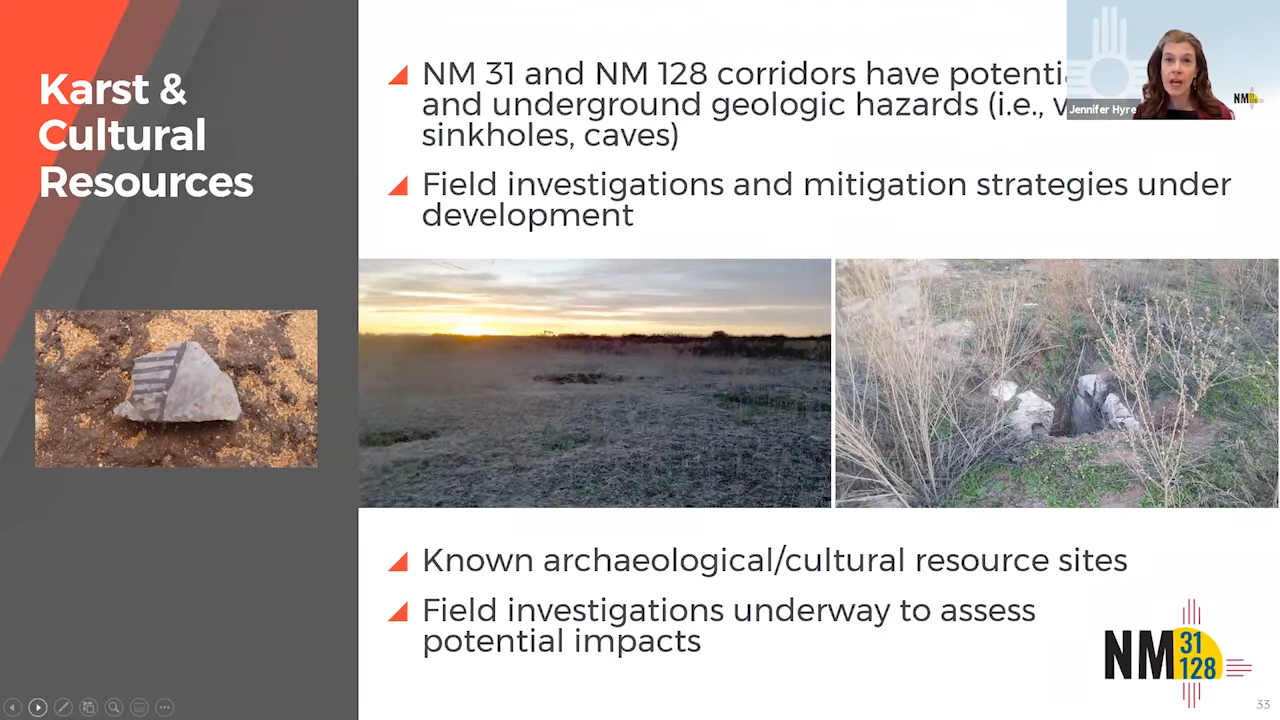 Karst &
Cultural
Resources
NM 31 and NM 128 corridors have
and underground geologic hazards (i.e.,
sinkholes, caves)
Field investigations and mitigation strategies under
development
Jennifer Hyre
NM
Known archaeological/cultural resource sites
Field investigations underway to assess
potential impacts
NM 31
128
33